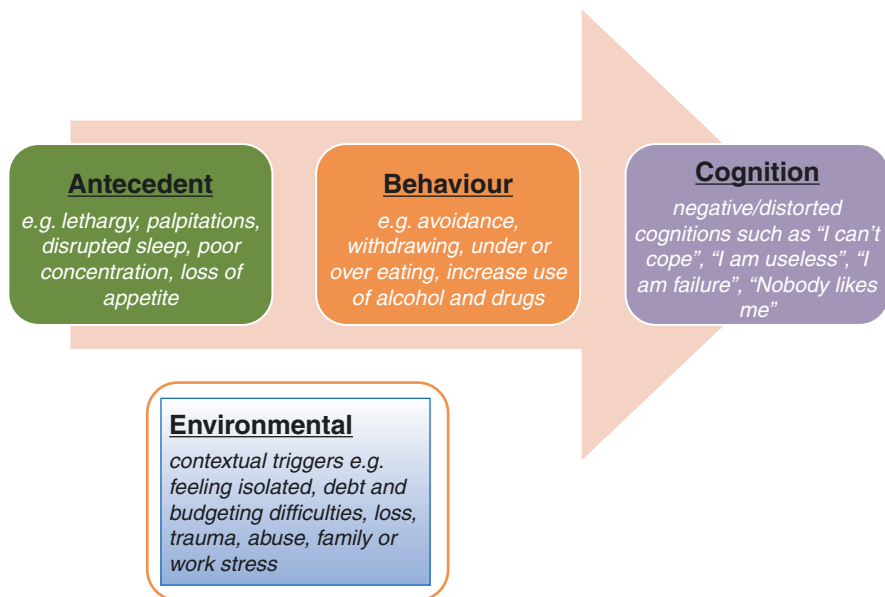 Antecedent
e.g. lethargy, palpitations,
disrupted sleep, poor
concentration, loss of
appetite
Behaviour
e.g. avoidance,
withdrawing, under or
over eating, increase use
of alcohol and drugs
Cognition
negative/distorted
cognitions such as “I can’t
cope”, “I am useless”, “I
am failure”, “Nobody likes
me”
Environmental
contextual triggers e.g.
feeling isolated, debt and
budgeting difficulties, loss,
trauma, abuse, family or
work stress